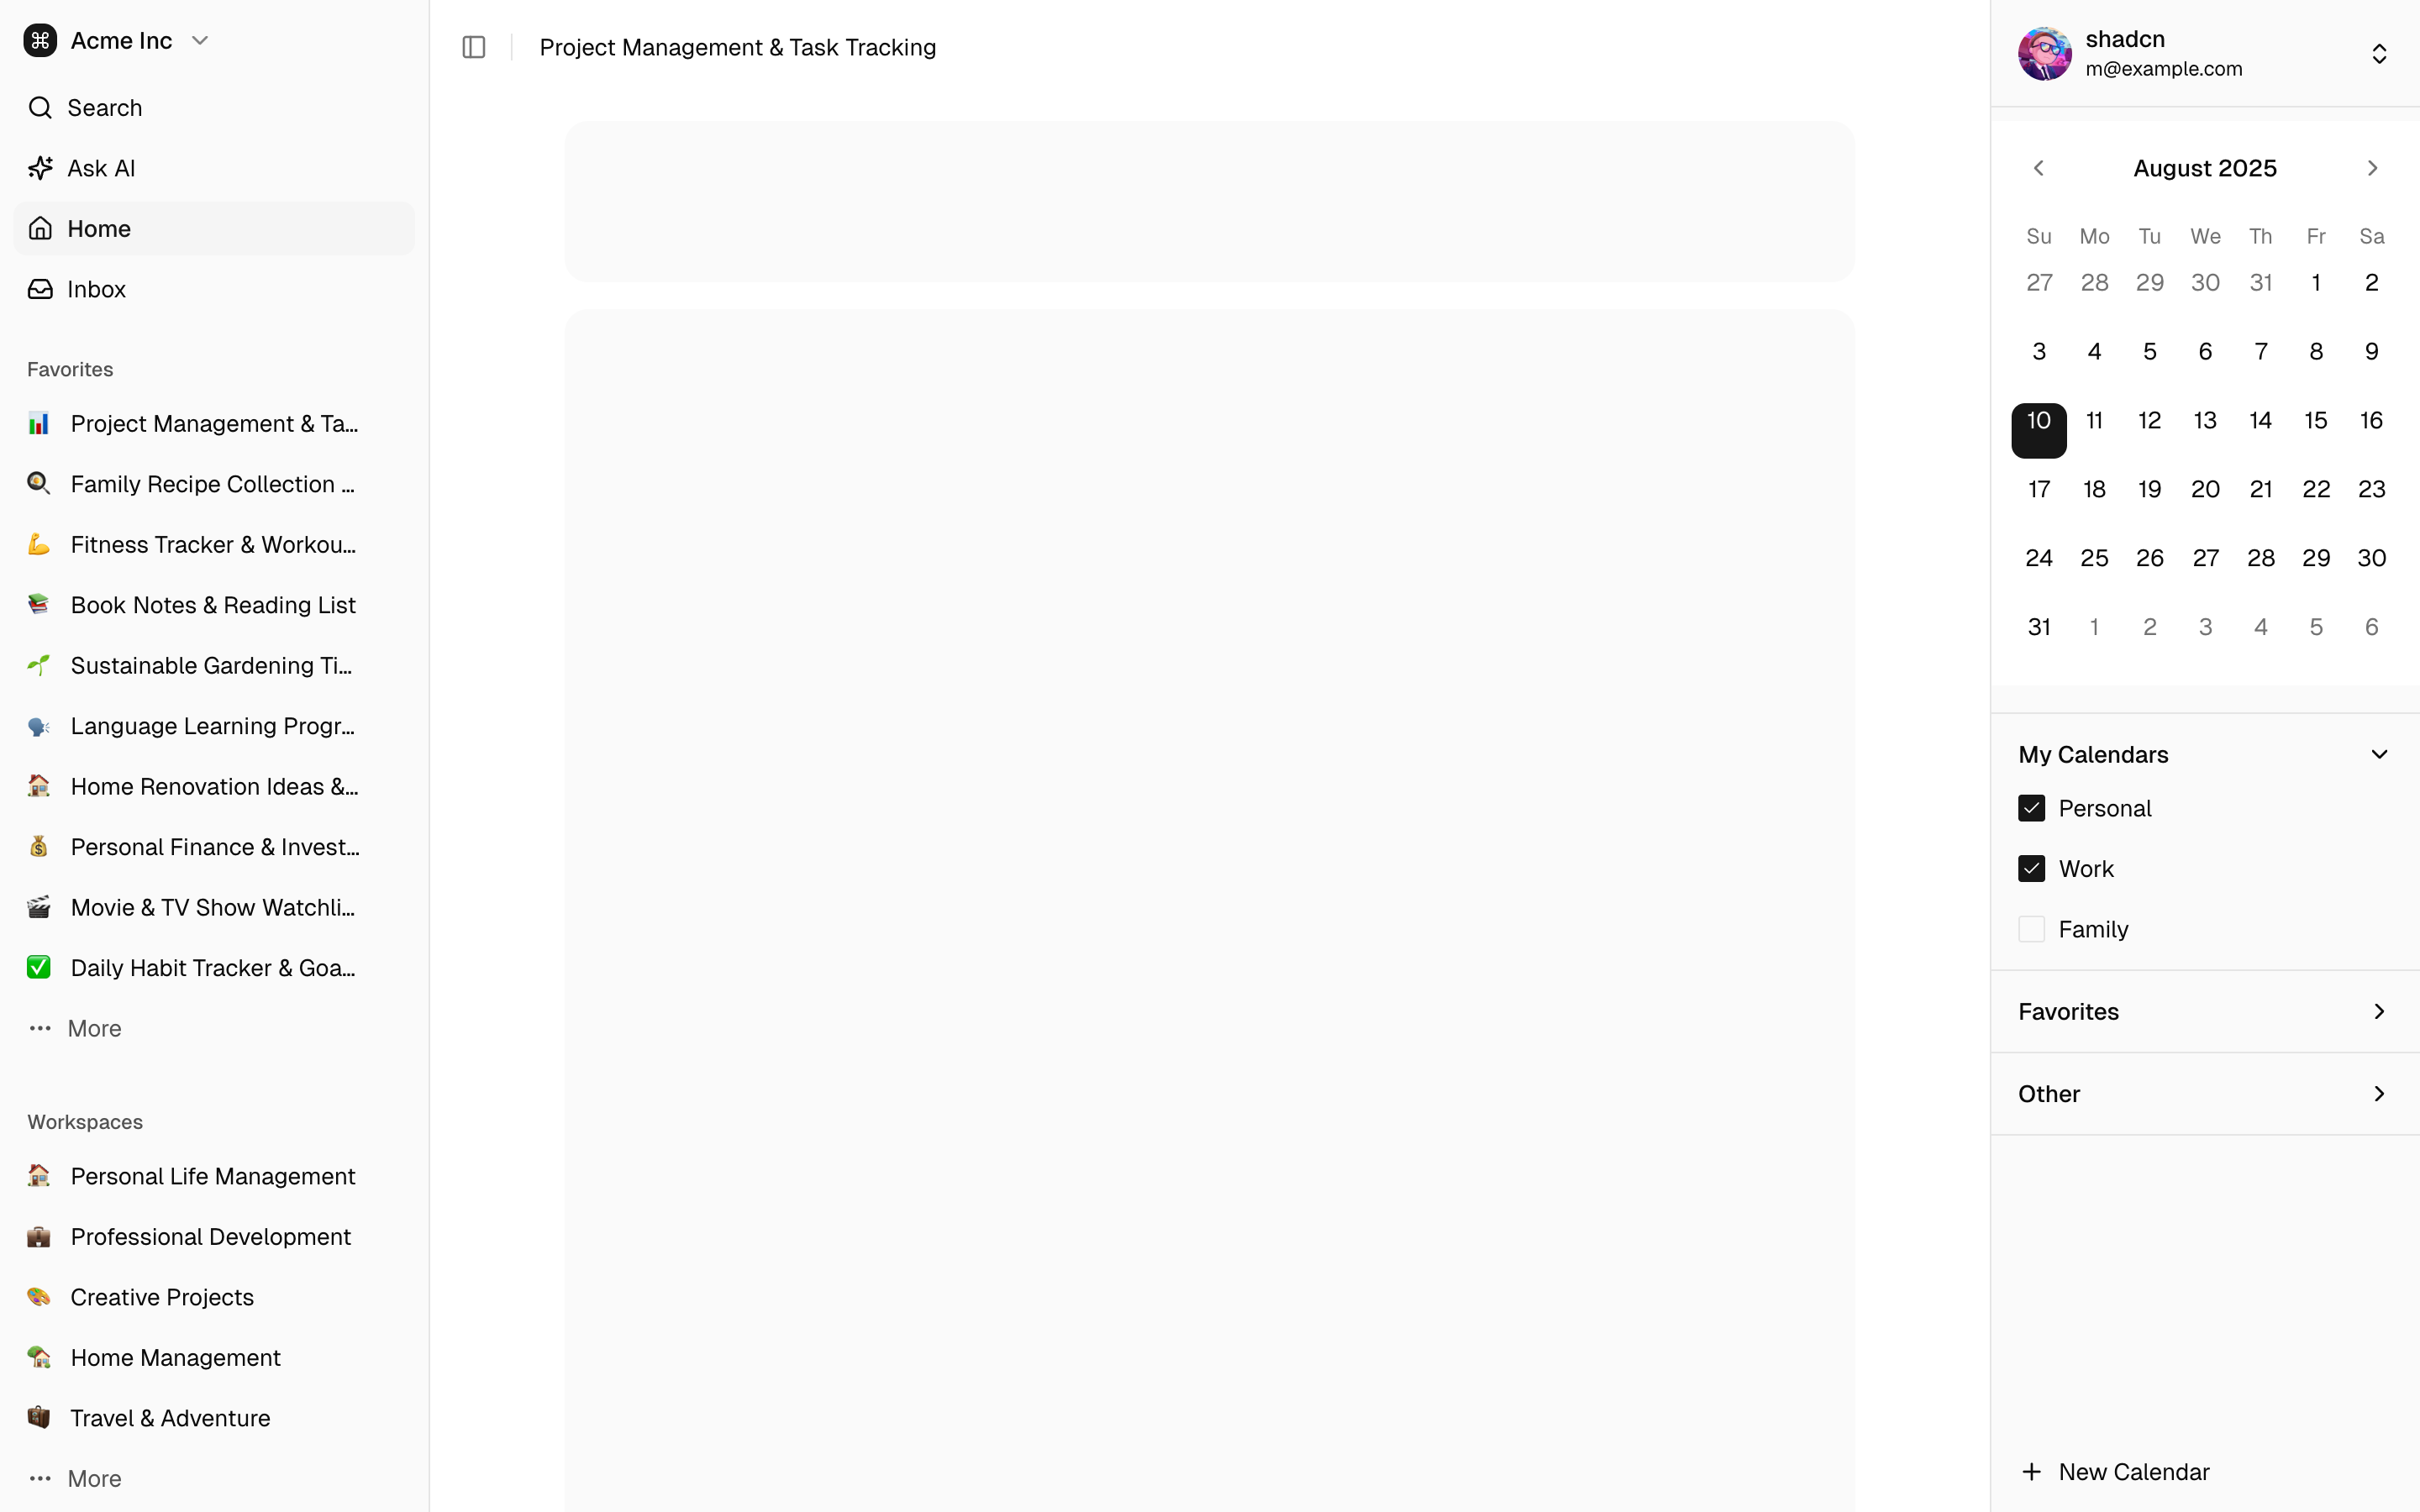 Acme Inc
Search
Ask AI
Home
Inbox
Favorites
Project Management & Ta...
Family Recipe Collection ...
Fitness Tracker & Workou...
Book Notes & Reading List
Sustainable Gardening Ti...
Language Learning Progr...
Home Renovation Ideas &...
Personal Finance & Invest...
Movie & TV Show Watchli...
Daily Habit Tracker & Goa...
More
Workspaces
Personal Life Management
Professional Development
Creative Projects
Home Management
Travel & Adventure
More
Project Management & Task Tracking
shadcn
m@example.com
August 2025
Su Mo Tu We Th Fr Sa
27 28 29 30 31 1 2
3 4 5 6 7 8 9
10 11 12 13 14 15 16
17 18 19 20 21 22 23
24 25 26 27 28 29 30
31 1 2 3 4 5 6
My Calendars
Personal
Work
Family
Favorites
Other
New Calendar